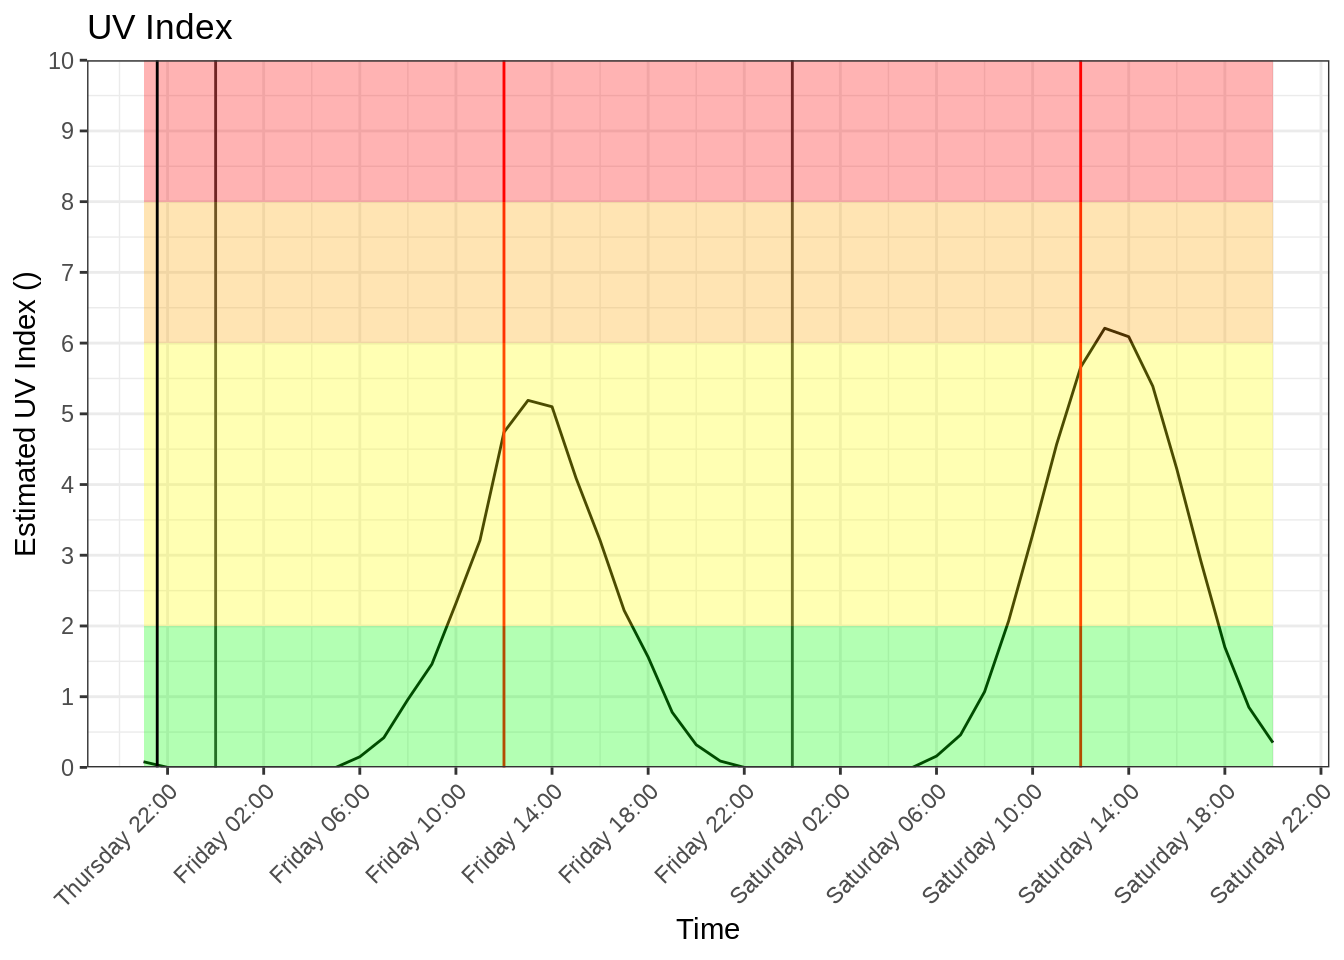 UV Index
10
9
8
7
6
5
4
3
2
1
0
Estimated UV Index ()
Thursday 22:00
Friday 02:00
Friday 06:00
Friday 10:00
Friday 14:00
Friday 18:00
Friday 22:00
Saturday 02:00
Saturday 06:00
Saturday 10:00
Saturday 14:00
Saturday 18:00
Saturday 22:00
Time